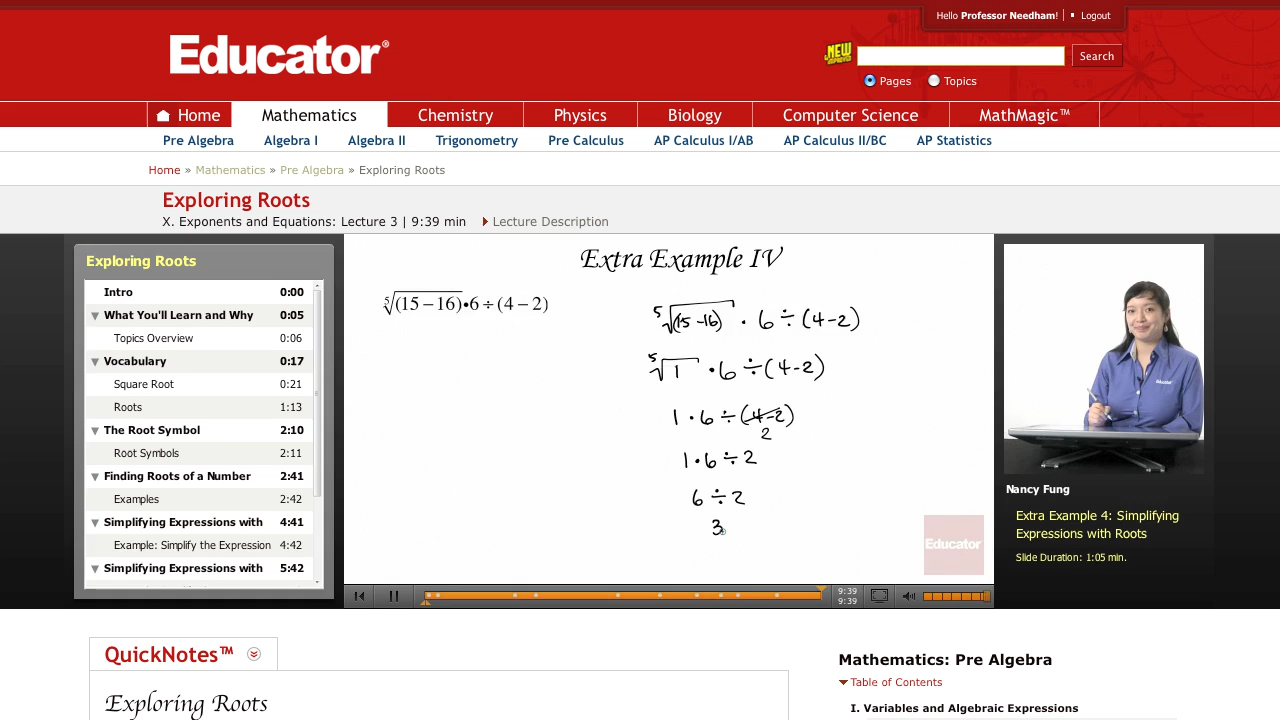 Hello Professor Needham! | ▪ Logout
Educator®
NEW IMPROVED
Search
Pages Topics
Home Mathematics Chemistry Physics Biology Computer Science MathMagic™
Pre Algebra Algebra I Algebra II Trigonometry Pre Calculus AP Calculus I/AB AP Calculus II/BC AP Statistics
Home » Mathematics » Pre Algebra » Exploring Roots
Exploring Roots
X. Exponents and Equations: Lecture 3 | 9:39 min Lecture Description
Exploring Roots
Intro 0:00
What You'll Learn and Why 0:05
Topics Overview 0:06
Vocabulary 0:17
Square Root 0:21
Roots 1:13
The Root Symbol 2:10
Root Symbols 2:11
Finding Roots of a Number 2:41
Examples 2:42
Simplifying Expressions with 4:41
Example: Simplify the Expression 4:42
Simplifying Expressions with 5:42
Extra Example IV
⁵√(15−16)•6÷(4−2)
⁵√(15-16) · 6 ÷ (4-2)
⁵√1 · 6 ÷ (4-2)
1 · 6 ÷ (4-2)
2
1 · 6 ÷ 2
6 ÷ 2
3
Educator
9:39
9:39
Educator
Nancy Fung
Extra Example 4: Simplifying
Expressions with Roots
Slide Duration: 1:05 min.
QuickNotes™
Exploring Roots
Mathematics: Pre Algebra
Table of Contents
I. Variables and Algebraic Expressions